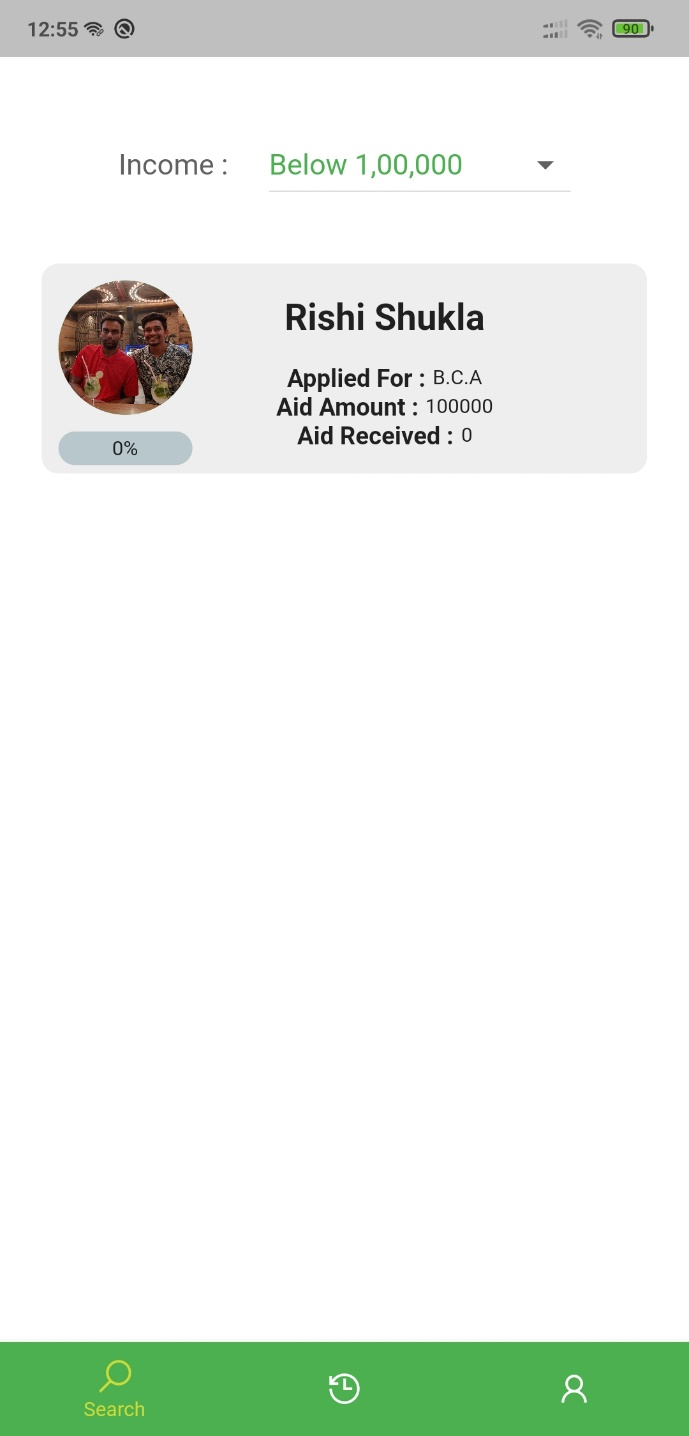 12:55
90
Income : Below 1,00,000
Rishi Shukla
Applied For : B.C.A
Aid Amount : 100000
Aid Received : 0
0%
Search